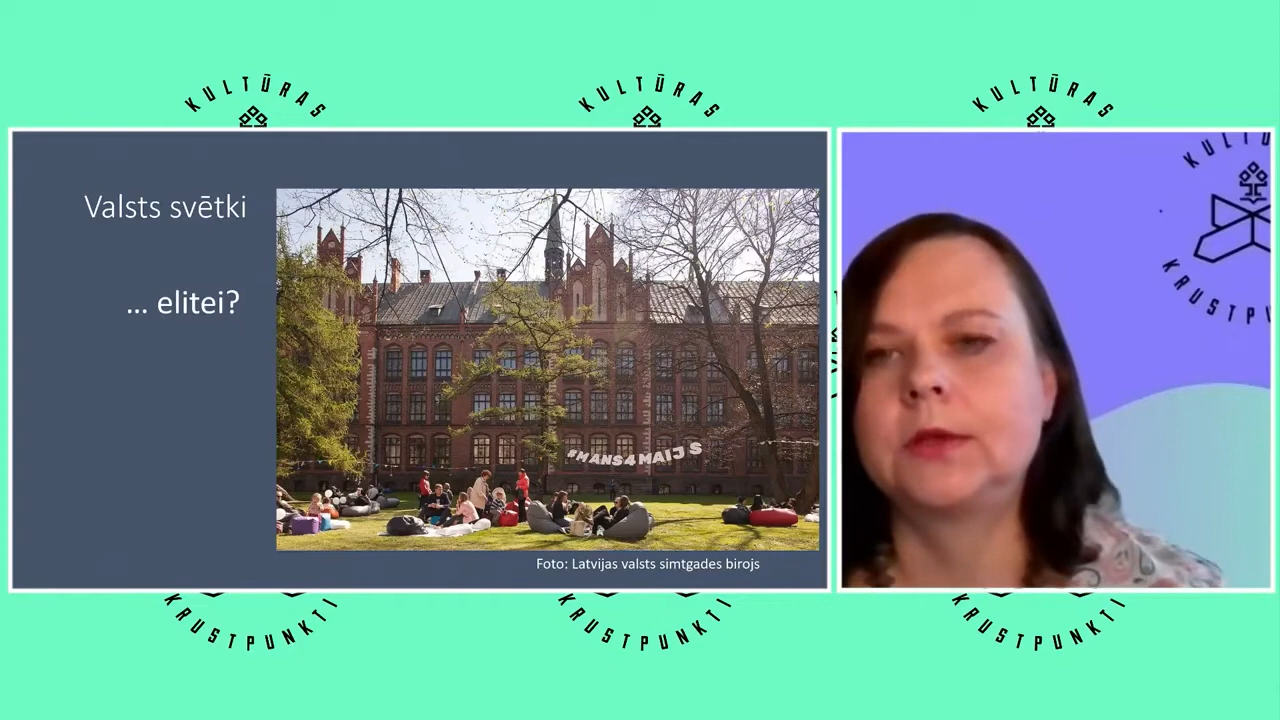 KULTŪRAS
KULTŪRAS
KULTŪRAS
Valsts svētki
... elitei?
#MANS4MAIJS
Foto: Latvijas valsts simtgades birojs
KRUSTPUNKTI
KRUSTPUNKTI
KRUSTPUNKTI